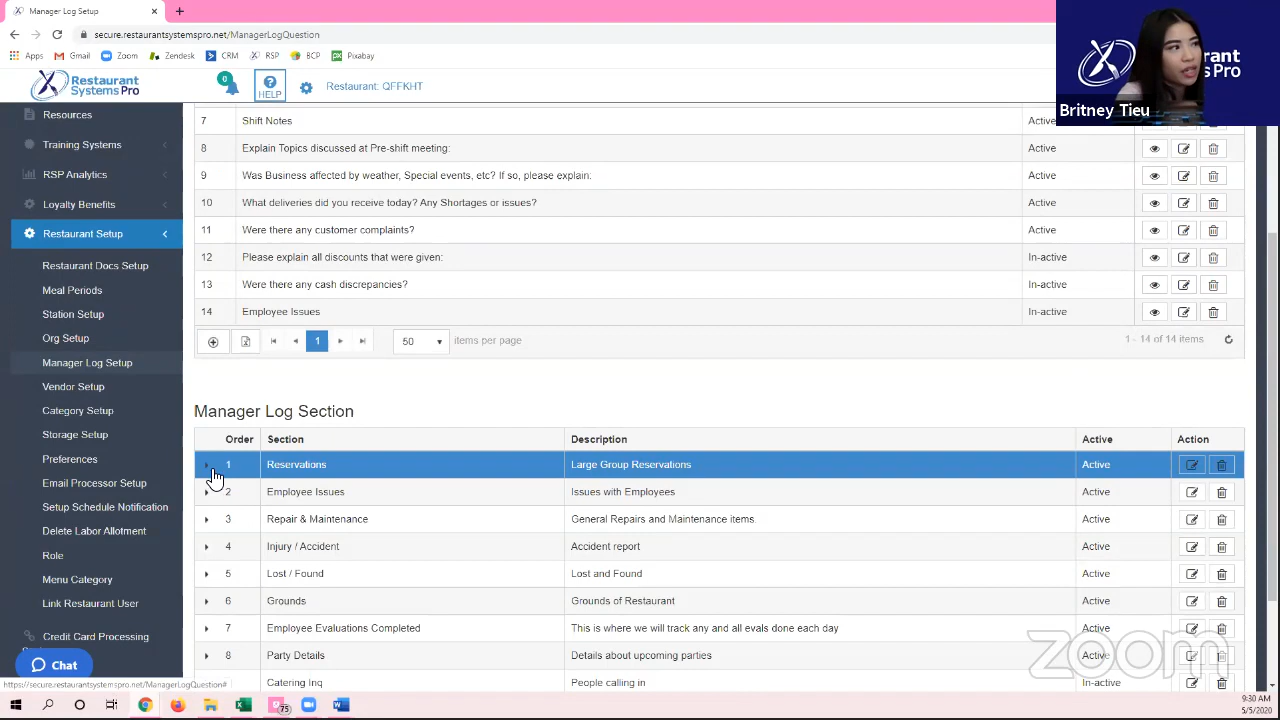 Manager Log Setup
secure.restaurantsystemspro.net/ManagerLogQuestion
Apps Gmail Zoom Zendesk CRM RSP BCP Pixabay
Restaurant Systems Pro
0
HELP
Restaurant: QFFKHT
Britney Tieu
Resources
Training Systems
RSP Analytics
Loyalty Benefits
Restaurant Setup
Restaurant Docs Setup
Meal Periods
Station Setup
Org Setup
Manager Log Setup
Vendor Setup
Category Setup
Storage Setup
Preferences
Email Processor Setup
Setup Schedule Notification
Delete Labor Allotment
Role
Menu Category
Link Restaurant User
Credit Card Processing
Chat
7 Shift Notes Active
8 Explain Topics discussed at Pre-shift meeting: Active
9 Was Business affected by weather, Special events, etc? If so, please explain: Active
10 What deliveries did you receive today? Any Shortages or issues? Active
11 Were there any customer complaints? Active
12 Please explain all discounts that were given: In-active
13 Were there any cash discrepancies? In-active
14 Employee Issues In-active
1 50 items per page 1 - 14 of 14 items
Manager Log Section
Order Section Description Active Action
1 Reservations Large Group Reservations Active
2 Employee Issues Issues with Employees Active
3 Repair & Maintenance General Repairs and Maintenance items. Active
4 Injury / Accident Accident report Active
5 Lost / Found Lost and Found Active
6 Grounds Grounds of Restaurant Active
7 Employee Evaluations Completed This is where we will track any and all evals done each day Active
8 Party Details Details about upcoming parties Active
Catering Inq People calling in In-active
zoom
https://secure.restaurantsystemspro.net/ManagerLogQuestion#
75
9:30 AM
5/5/2020